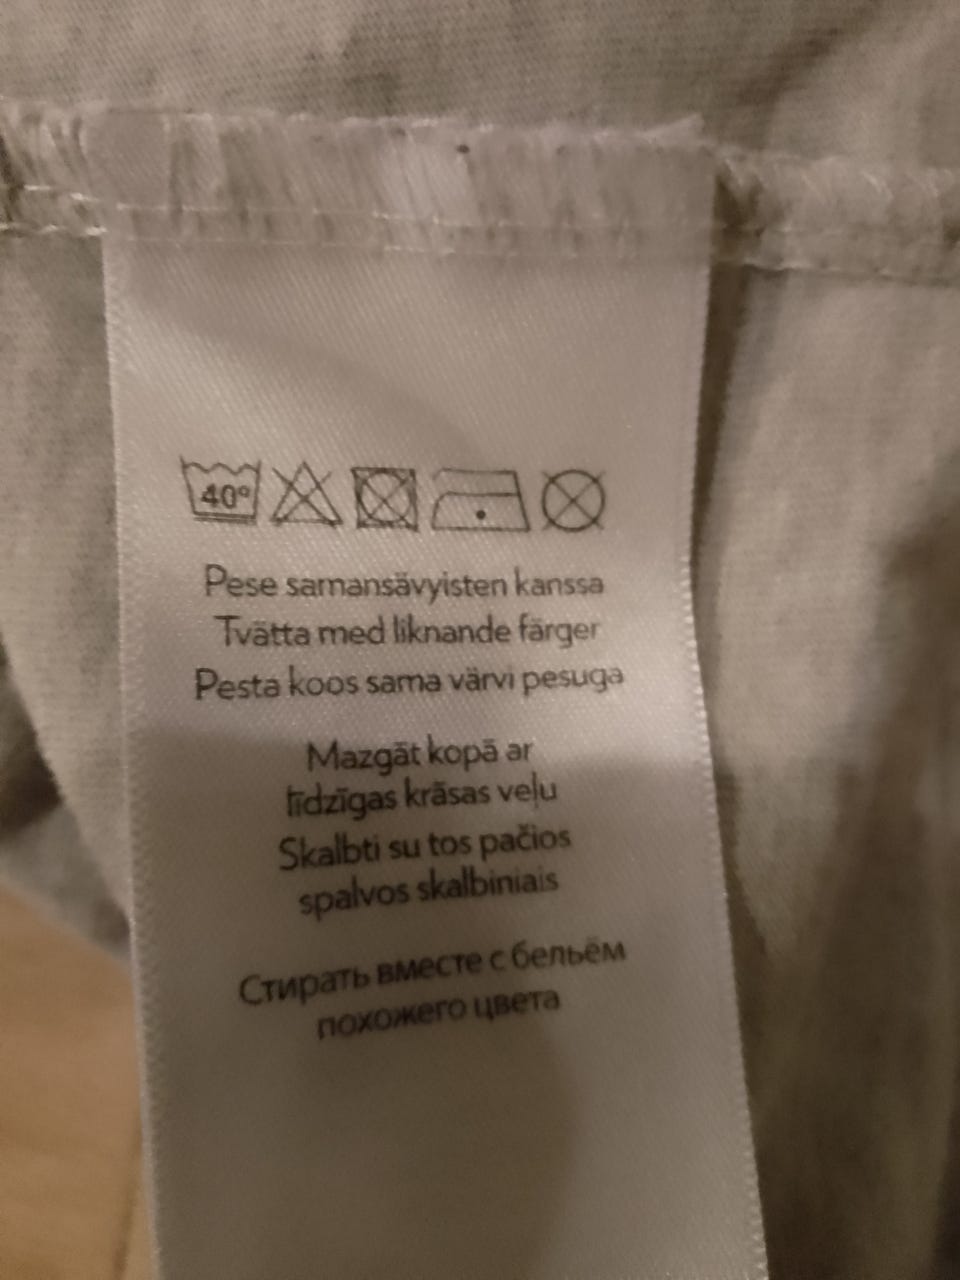 40°
Pese samansävyisten kanssa
Tvätta med liknande färger
Pesta koos sama värvi pesuga
Mazgāt kopā ar
līdzīgas krāsas veļu
Skalbti su tos pačios
spalvos skalbiniais
Стирать вместе с бельём
похожего цвета